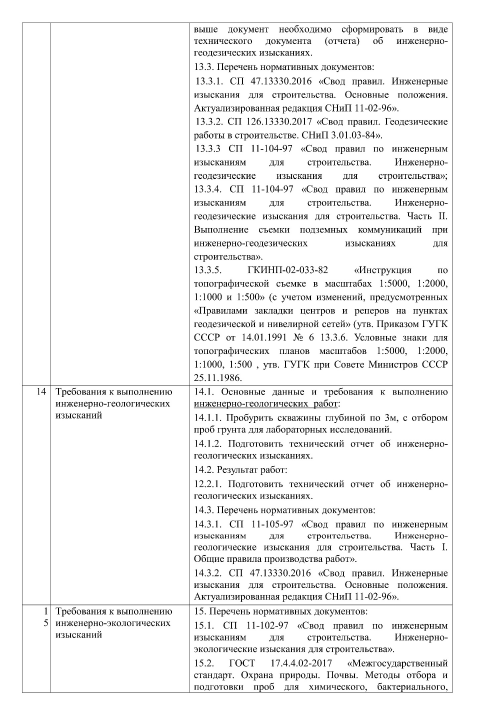 выше документ необходимо сформировать в виде
технического документа (отчета) об инженерно-
геодезических изысканиях.
13.3. Перечень нормативных документов:
13.3.1. СП 47.13330.2016 «Свод правил. Инженерные
изыскания для строительства. Основные положения.
Актуализированная редакция СНиП 11-02-96».
13.3.2. СП 126.13330.2017 «Свод правил. Геодезические
работы в строительстве. СНиП 3.01.03-84».
13.3.3 СП 11-104-97 «Свод правил по инженерным
изысканиям для строительства. Инженерно-
геодезические изыскания для строительства»;
13.3.4. СП 11-104-97 «Свод правил по инженерным
изысканиям для строительства. Инженерно-
геодезические изыскания для строительства. Часть II.
Выполнение съемки подземных коммуникаций при
инженерно-геодезических изысканиях для
строительства».
13.3.5. ГКИНП-02-033-82 «Инструкция по
топографической съемке в масштабах 1:5000, 1:2000,
1:1000 и 1:500» (с учетом изменений, предусмотренных
«Правилами закладки центров и реперов на пунктах
геодезической и нивелирной сетей» (утв. Приказом ГУГК
СССР от 14.01.1991 № 6 13.3.6. Условные знаки для
топографических планов масштабов 1:5000, 1:2000,
1:1000, 1:500 , утв. ГУГК при Совете Министров СССР
25.11.1986.
14 Требования к выполнению
инженерно-геологических
изысканий
14.1. Основные данные и требования к выполнению
инженерно-геологических работ:
14.1.1. Пробурить скважины глубиной по 3м, с отбором
проб грунта для лабораторных исследований.
14.1.2. Подготовить технический отчет об инженерно-
геологических изысканиях.
14.2. Результат работ:
12.2.1. Подготовить технический отчет об инженерно-
геологических изысканиях.
14.3. Перечень нормативных документов:
14.3.1. СП 11-105-97 «Свод правил по инженерным
изысканиям для строительства. Инженерно-
геологические изыскания для строительства. Часть I.
Общие правила производства работ».
14.3.2. СП 47.13330.2016 «Свод правил. Инженерные
изыскания для строительства. Основные положения.
Актуализированная редакция СНиП 11-02-96».
1
5
Требования к выполнению
инженерно-экологических
изысканий
15. Перечень нормативных документов:
15.1. СП 11-102-97 «Свод правил по инженерным
изысканиям для строительства. Инженерно-
экологические изыскания для строительства».
15.2. ГОСТ 17.4.4.02-2017 «Межгосударственный
стандарт. Охрана природы. Почвы. Методы отбора и
подготовки проб для химического, бактериального,